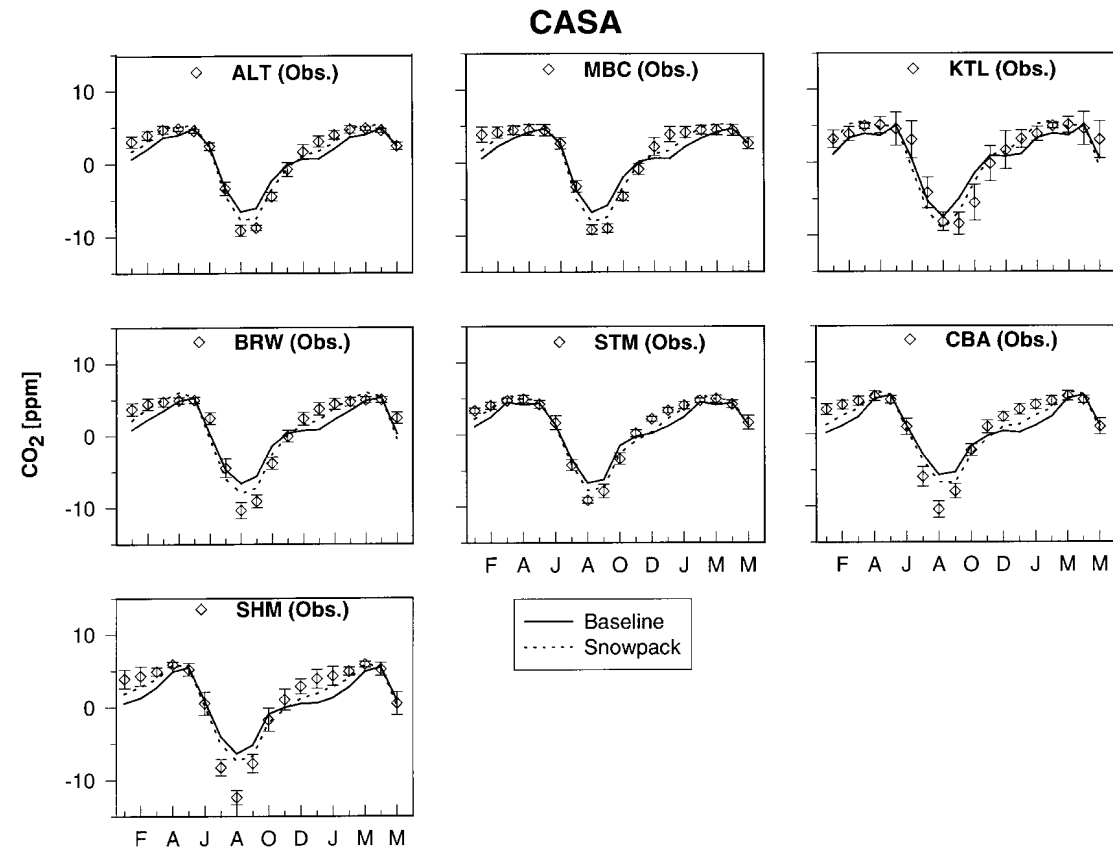 CASA
ALT (Obs.)
MBC (Obs.)
KTL (Obs.)
10
0
-10
BRW (Obs.)
STM (Obs.)
CBA (Obs.)
10
0
-10
CO2 [ppm]
F A J A O D J M M
F A J A O D J M M
SHM (Obs.)
10
0
-10
F A J A O D J M M
Baseline
Snowpack